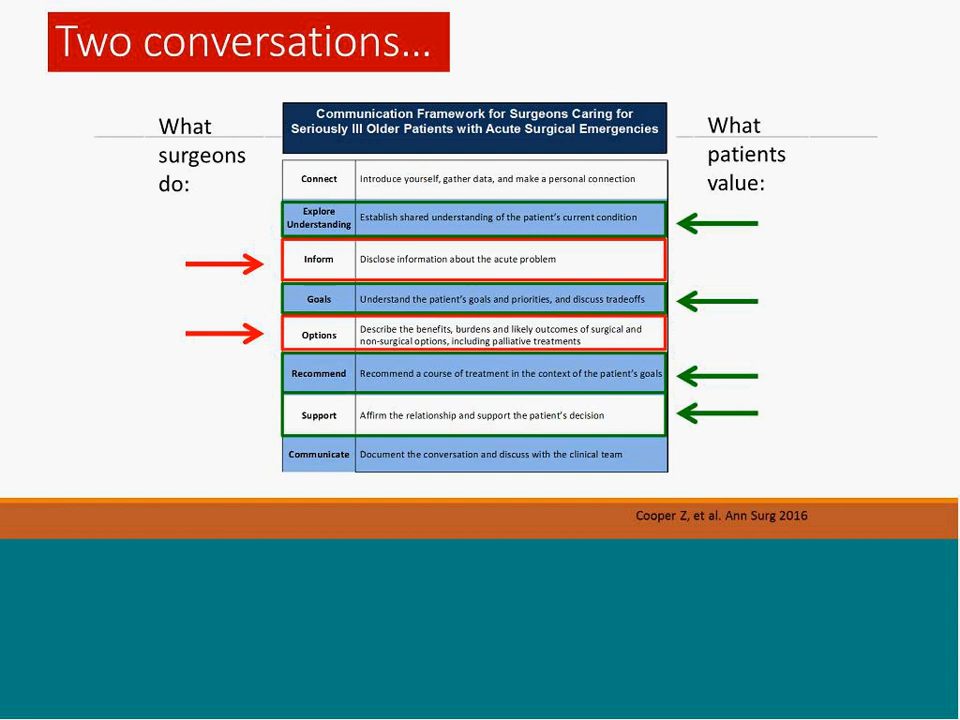 Two conversations...
What
surgeons
do:
Communication Framework for Surgeons Caring for
Seriously Ill Older Patients with Acute Surgical Emergencies
What
patients
value:
Connect Introduce yourself, gather data, and make a personal connection
Explore
Understanding
Establish shared understanding of the patient's current condition
Inform Disclose information about the acute problem
Goals Understand the patient's goals and priorities, and discuss tradeoffs
Options
Describe the benefits, burdens and likely outcomes of surgical and
non-surgical options, including palliative treatments
Recommend Recommend a course of treatment in the context of the patient's goals
Support Affirm the relationship and support the patient's decision
Communicate Document the conversation and discuss with the clinical team
Cooper Z, et al. Ann Surg 2016